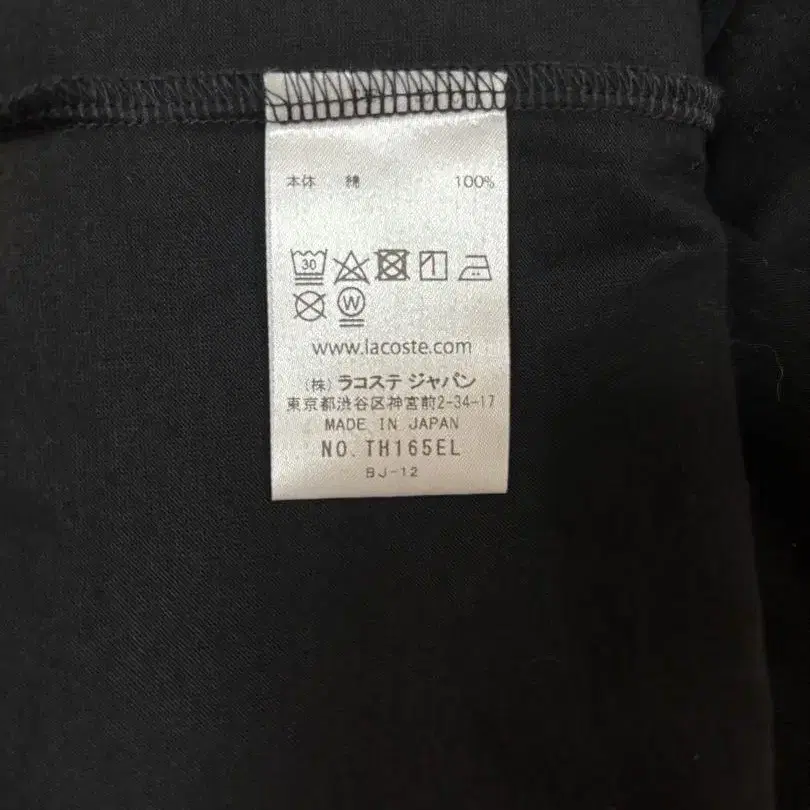 本体 綿 100%
30
W
www.lacoste.com
(株) ラコステ ジャパン
東京都渋谷区神宮前2-34-17
MADE IN JAPAN
NO. TH165EL
BJ-12